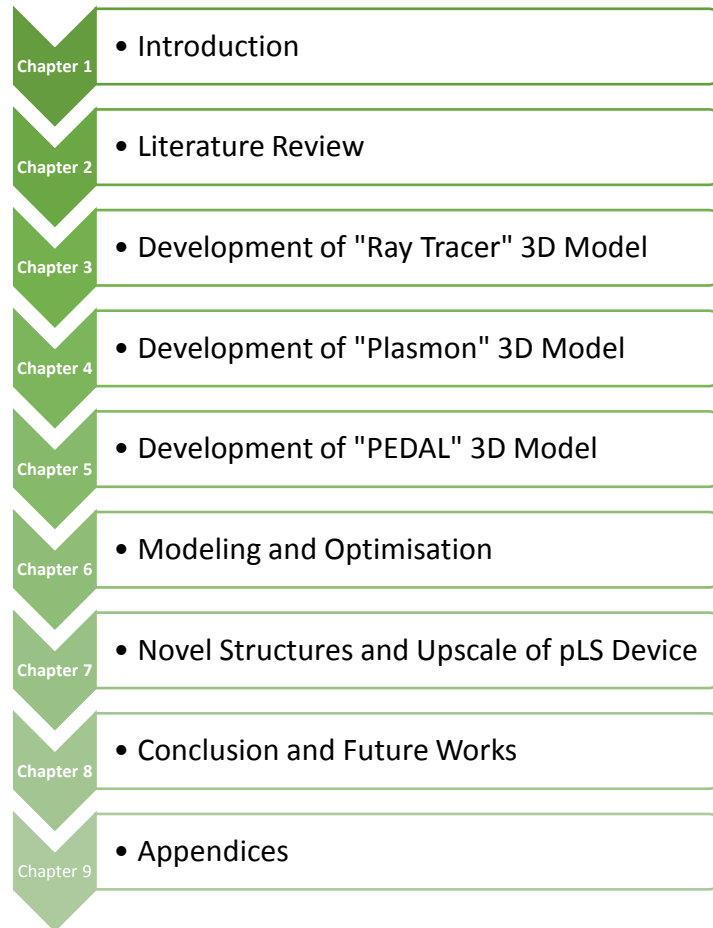 Chapter 1
• Introduction
Chapter 2
• Literature Review
Chapter 3
• Development of "Ray Tracer" 3D Model
Chapter 4
• Development of "Plasmon" 3D Model
Chapter 5
• Development of "PEDAL" 3D Model
Chapter 6
• Modeling and Optimisation
Chapter 7
• Novel Structures and Upscale of pLS Device
Chapter 8
• Conclusion and Future Works
Chapter 9
• Appendices